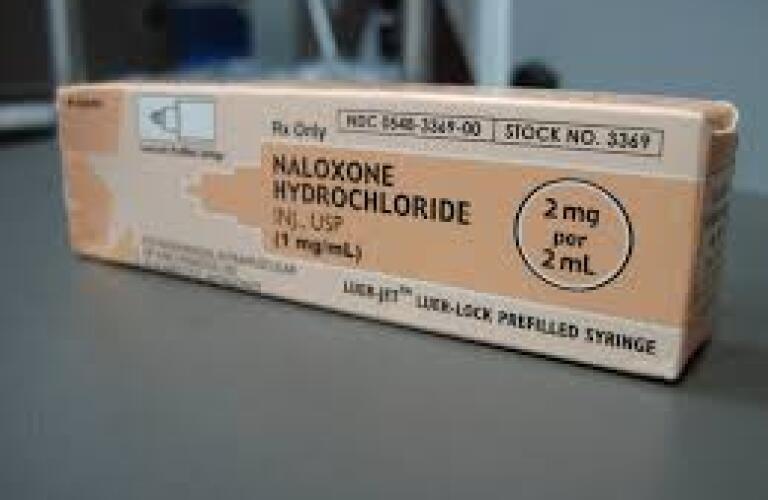 Rx Only
NDC 0548-3369-00 STOCK NO. 3369
NALOXONE
HYDROCHLORIDE
INJ., USP
(1 mg/mL)
2 mg
per
2 mL
LUER-JET™ LUER-LOCK PREFILLED SYRINGE